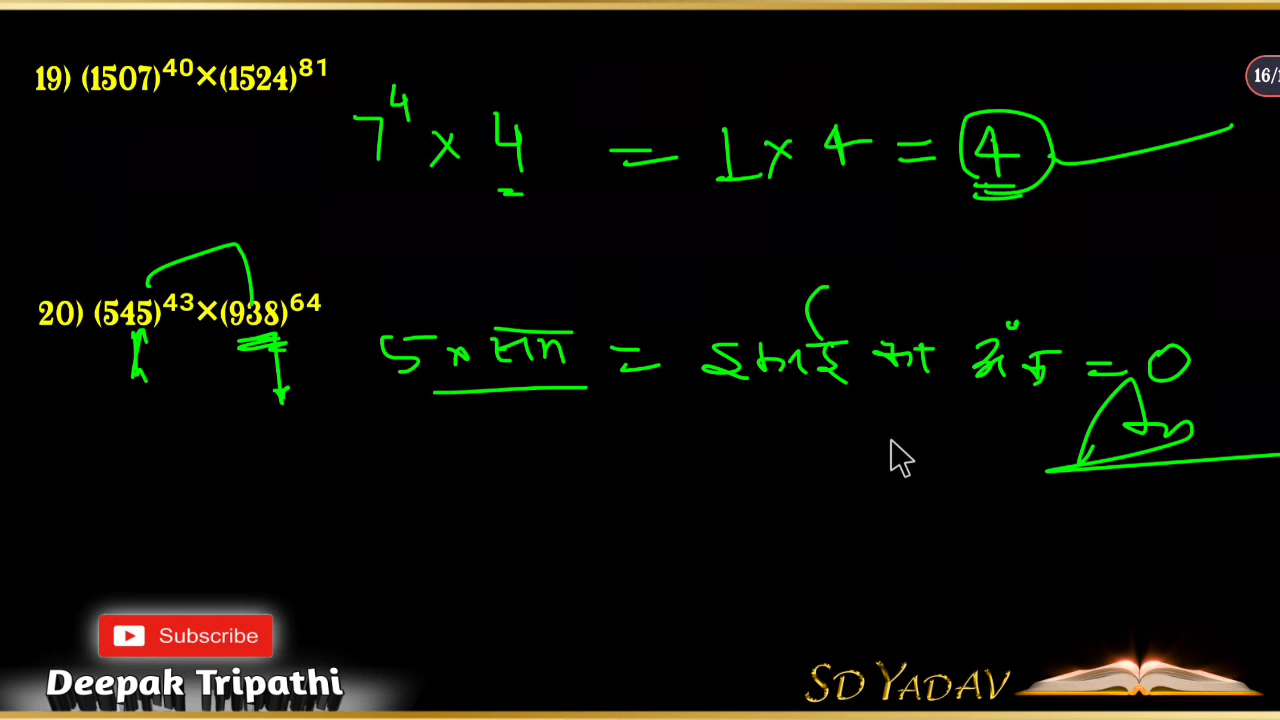 19) (1507)⁴⁰×(1524)⁸¹
16/1
7⁴ × 4 = 1 × 4 = 4
20) (545)⁴³×(938)⁶⁴
5 × सम = इकाई का अंक = 0
Subscribe
Deepak Tripathi
SD YADAV